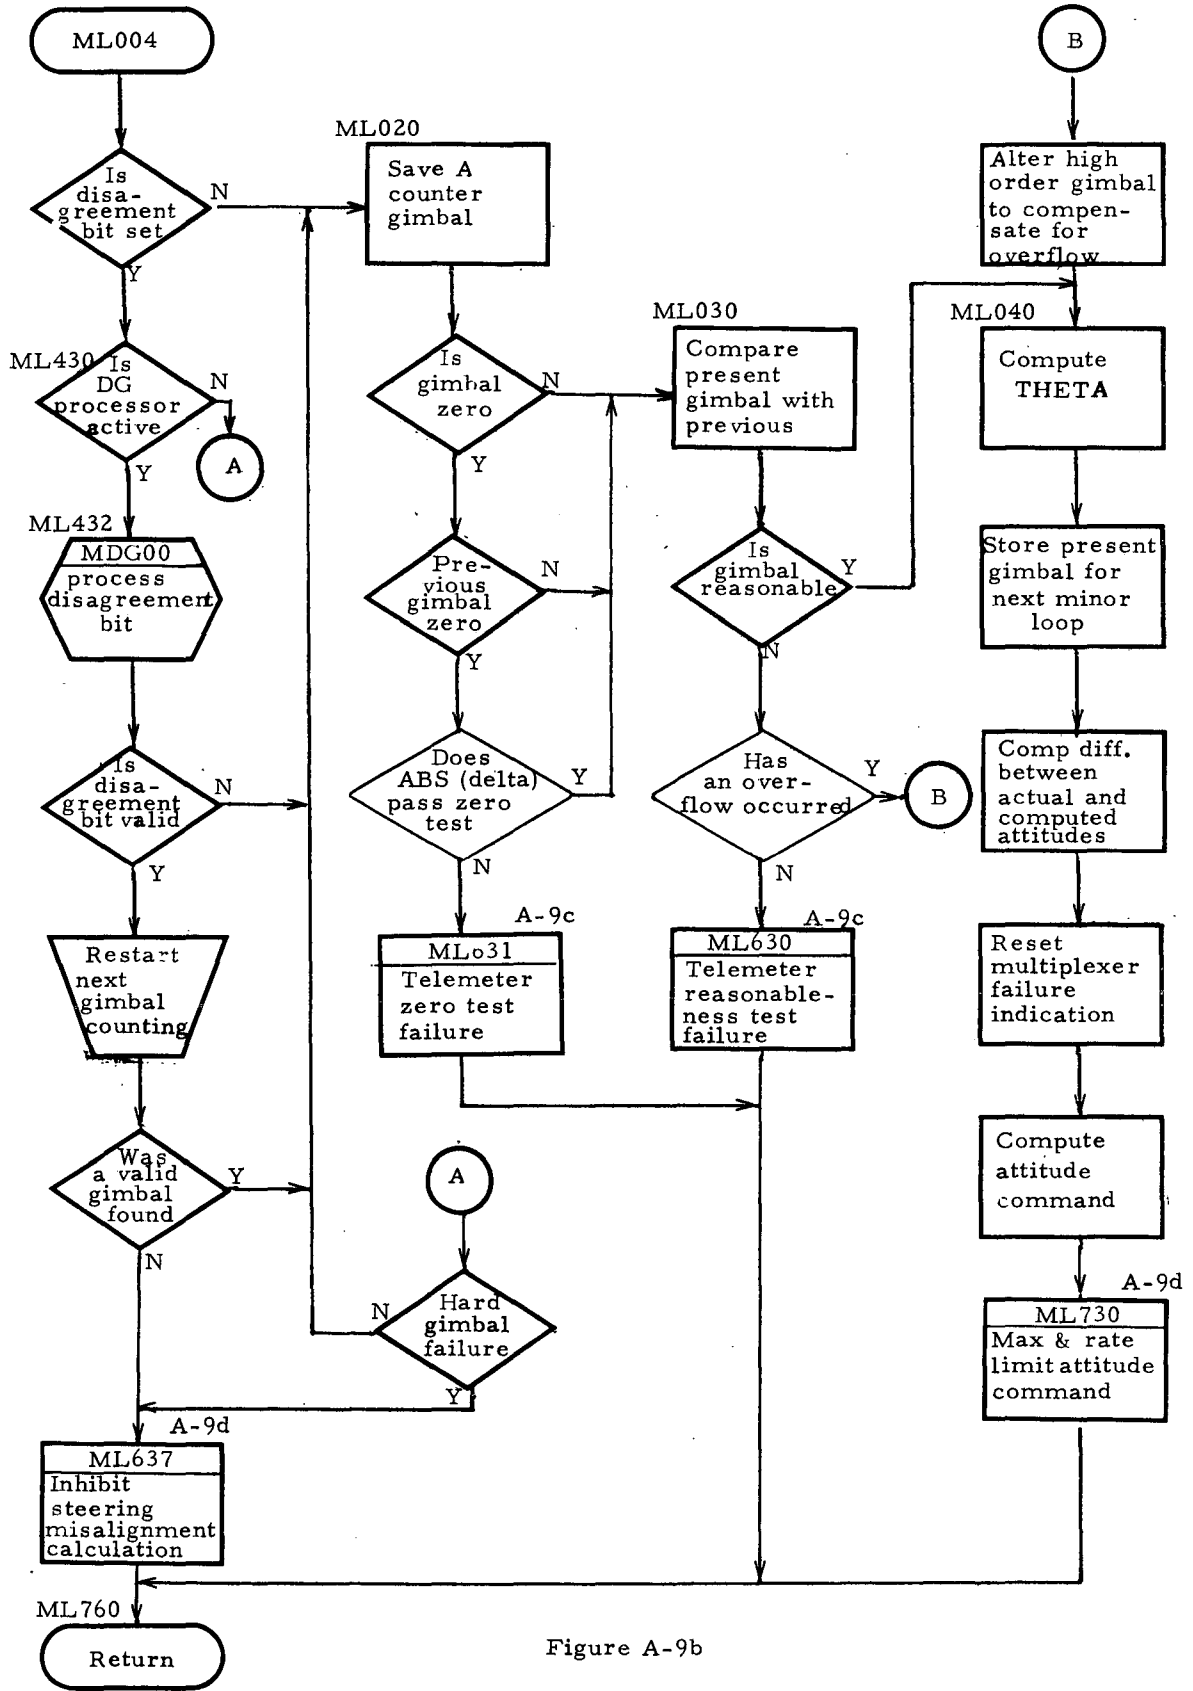 ML004
Is
disa-
greement
bit set
N
Y
ML430
Is
DG
processor
active
N
A
Y
ML432
MDG00
process
disagreement
bit
Is
disa-
greement
bit valid
N
Y
Restart
next
gimbal
counting
Was
a valid
gimbal
found
Y
N
A-9d
ML637
Inhibit
steering
misalignment
calculation
ML760
Return
ML020
Save A
counter
gimbal
Is
gimbal
zero
N
Y
Pre-
vious
gimbal
zero
N
Y
Does
ABS (delta)
pass zero
test
Y
N
A-9c
ML631
Telemeter
zero test
failure
A
Hard
gimbal
failure
N
Y
ML030
Compare
present
gimbal with
previous
Is
gimbal
reasonable
Y
N
Has
an over-
flow occurred
Y
B
N
A-9c
ML630
Telemeter
reasonable-
ness test
failure
B
Alter high
order gimbal
to compen-
sate for
overflow
ML040
Compute
THETA
Store present
gimbal for
next minor
loop
Comp diff.
between
actual and
computed
attitudes
Reset
multiplexer
failure
indication
Compute
attitude
command
A-9d
ML730
Max & rate
limit attitude
command
Figure A-9b